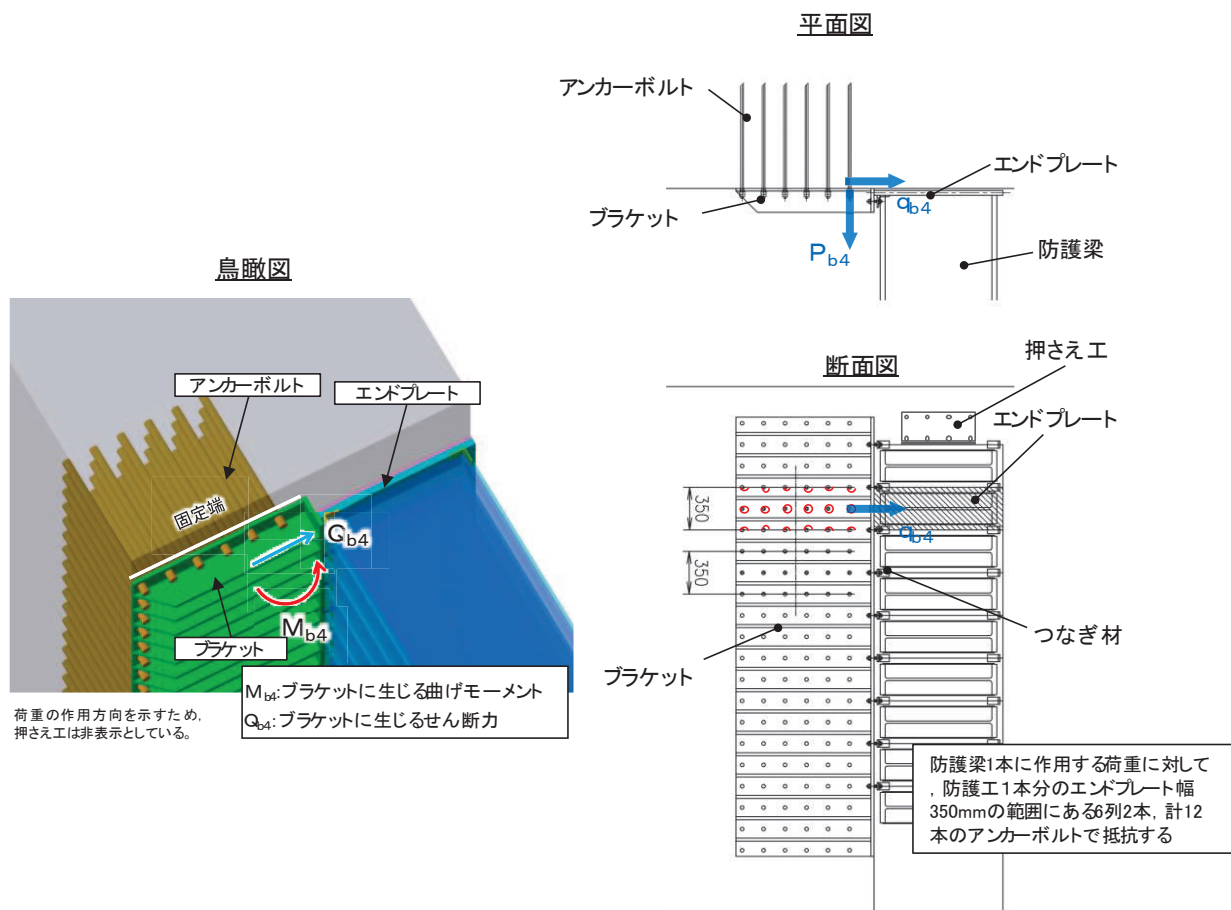 平面図
アンカーボルト
エンドプレート
ブラケット
qb4
Pb4
防護梁
鳥瞰図
アンカーボルト
エンドプレート
固定端
Qb4
Mb4
ブラケット
Mb4:ブラケットに生じる曲げモーメント
Qb4:ブラケットに生じるせん断力
荷重の作用方向を示すため,
押さえ工は非表示としている。
断面図
押さえ工
エンドプレート
350
qb4
350
つなぎ材
ブラケット
防護梁1本に作用する荷重に対して
, 防護工1本分のエンドプレート幅
350mmの範囲にある6列2本, 計12
本のアンカーボルトで抵抗する